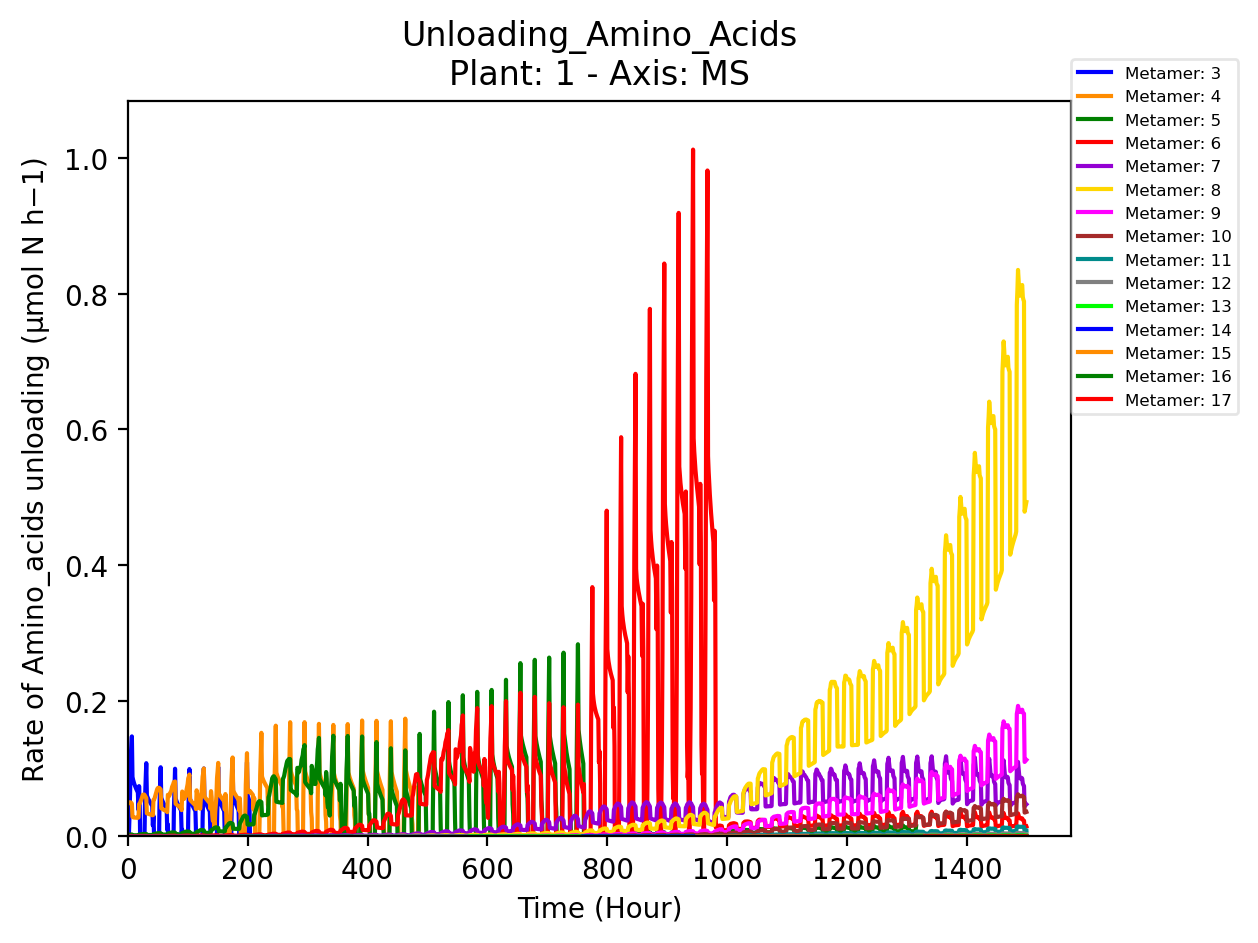 Unloading_Amino_Acids
Plant: 1 - Axis: MS
Rate of Amino_acids unloading (µmol N h−1)
1.0
0.8
0.6
0.4
0.2
0.0
0 200 400 600 800 1000 1200 1400
Time (Hour)
Metamer: 3
Metamer: 4
Metamer: 5
Metamer: 6
Metamer: 7
Metamer: 8
Metamer: 9
Metamer: 10
Metamer: 11
Metamer: 12
Metamer: 13
Metamer: 14
Metamer: 15
Metamer: 16
Metamer: 17